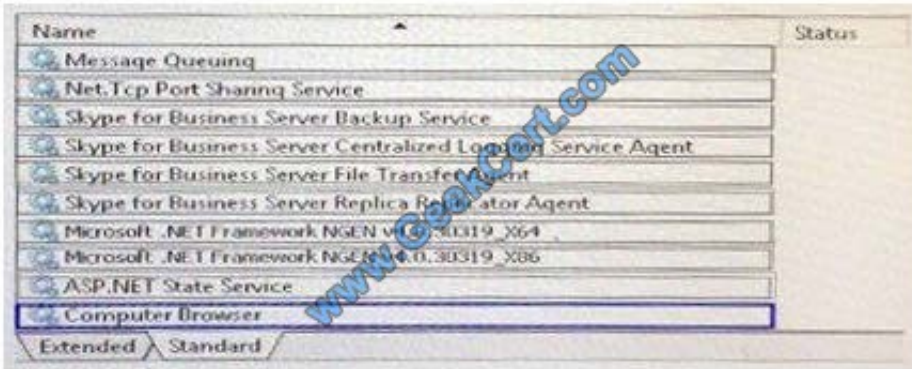 Name Status
Message Queuing
Net.Tcp Port Sharing Service
Skype for Business Server Backup Service
Skype for Business Server Centralized Logging Service Agent
Skype for Business Server File Transfer Agent
Skype for Business Server Replica Replicator Agent
Microsoft .NET Framework NGEN v4.0.30319_X64
Microsoft .NET Framework NGEN v4.0.30319_X86
ASP.NET State Service
Computer Browser
Extended Standard
www.GeekCert.com